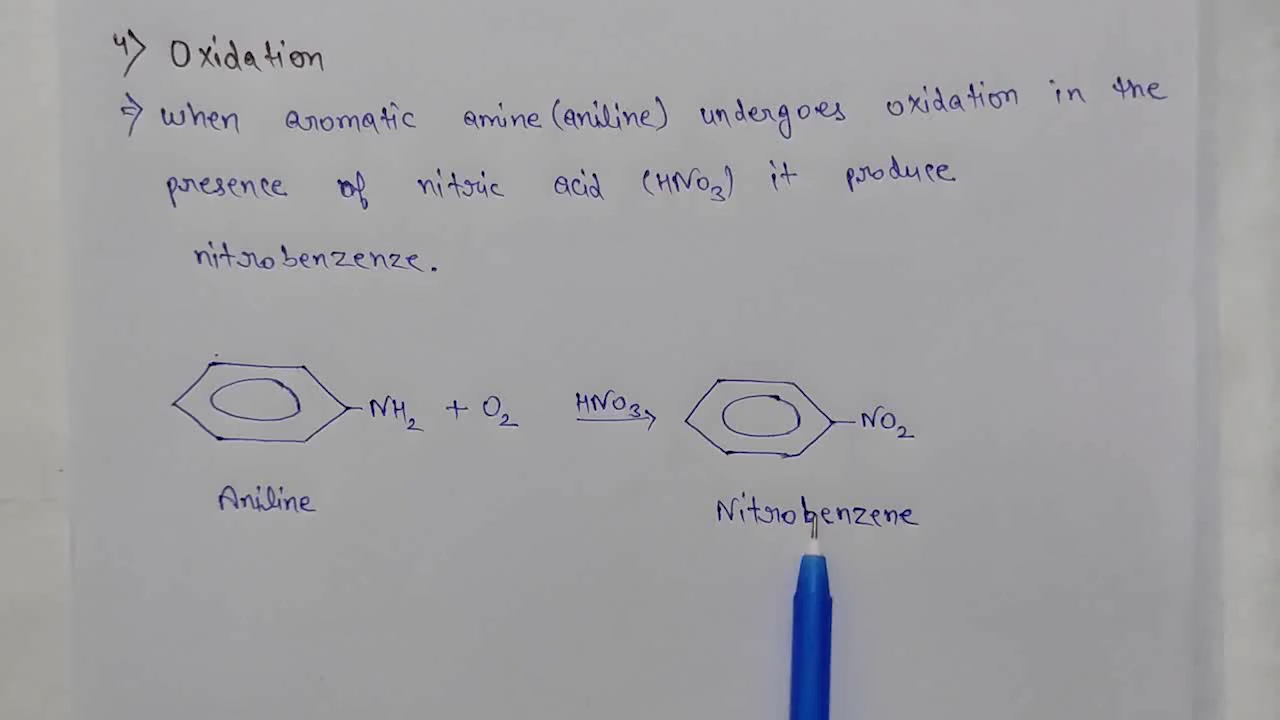 4) Oxidation
⇒ when aromatic amine (aniline) undergoes oxidation in the
presence of nitric acid (HNO3) it produce
nitrobenzenze.
NH2 + O2 HNO3 NO2
Aniline
Nitrobenzene